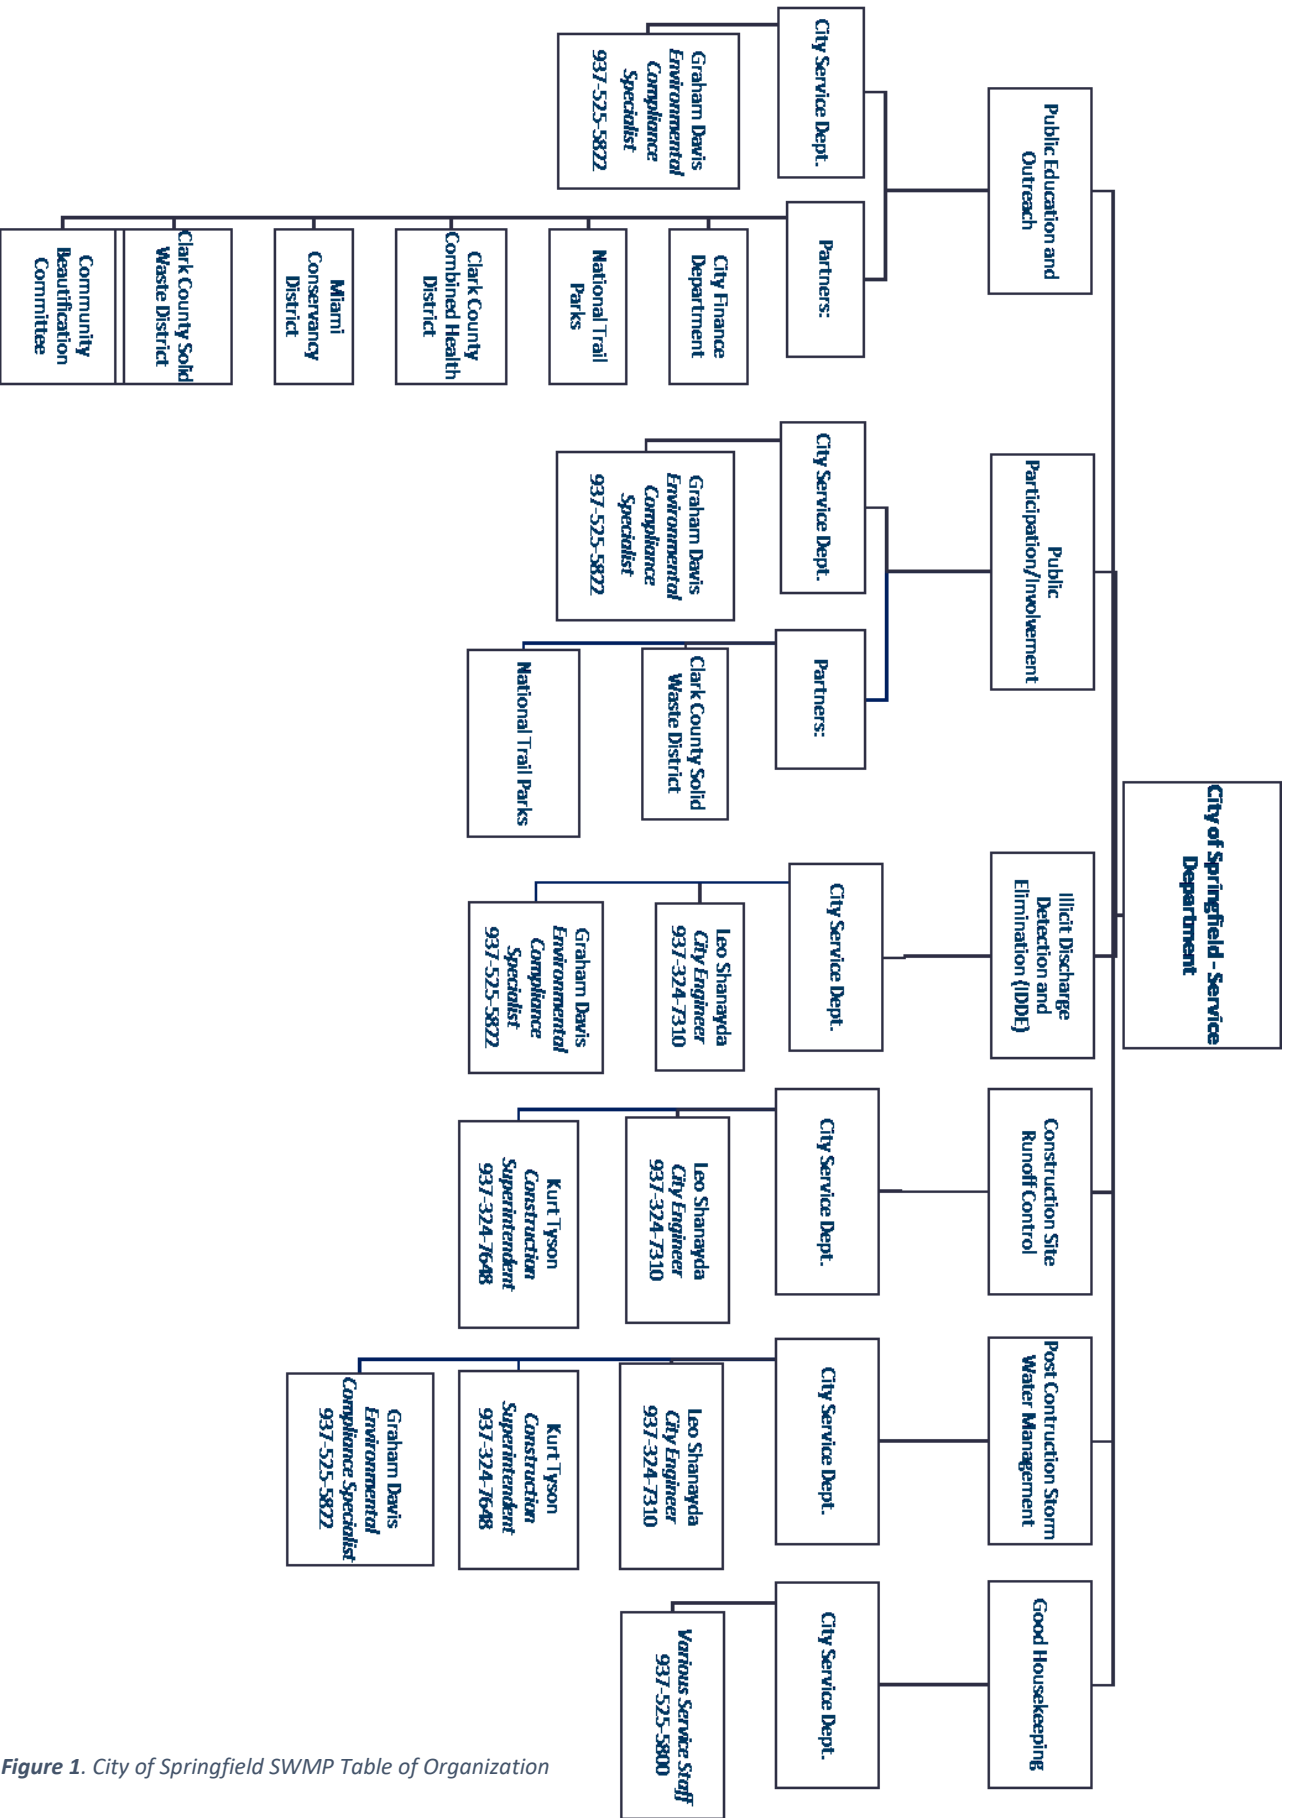 City of Springfield - Service
Department
Public Education and
Outreach
City Service Dept.
Graham Davis
Environmental
Compliance
Specialist
937-525-5822
Partners:
City Finance
Department
National Trail
Parks
Clark County
Combined Health
District
Miami
Conservancy
District
Clark County Solid
Waste District
Community
Beautification
Committee
Public
Participation/Involvement
City Service Dept.
Graham Davis
Environmental
Compliance
Specialist
937-525-5822
Partners:
Clark County Solid
Waste District
National Trail Parks
Illicit Discharge
Detection and
Elimination (IDDE)
City Service Dept.
Leo Shanayda
City Engineer
937-324-7310
Graham Davis
Environmental
Compliance
Specialist
937-525-5822
Construction Site
Runoff Control
City Service Dept.
Leo Shanayda
City Engineer
937-324-7310
Kurt Tyson
Construction
Superintendent
937-324-7648
Post Contruction Storm
Water Management
City Service Dept.
Leo Shanayda
City Engineer
937-324-7310
Kurt Tyson
Construction
Superintendent
937-324-7648
Graham Davis
Environmental
Compliance Specialist
937-525-5822
Good Housekeeping
City Service Dept.
Various Service Staff
937-525-5800
Figure 1. City of Springfield SWMP Table of Organization